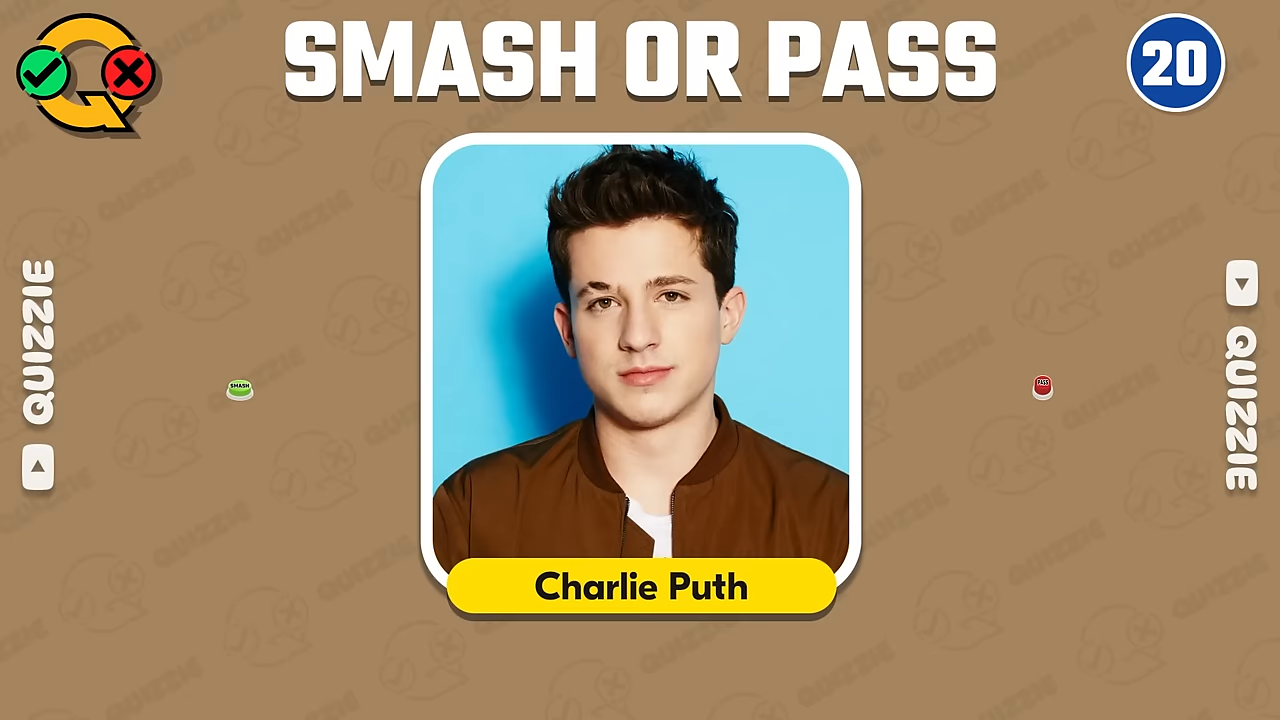 SMASH OR PASS
20
QUIZZIE
SMASH
PASS
QUIZZIE
Charlie Puth